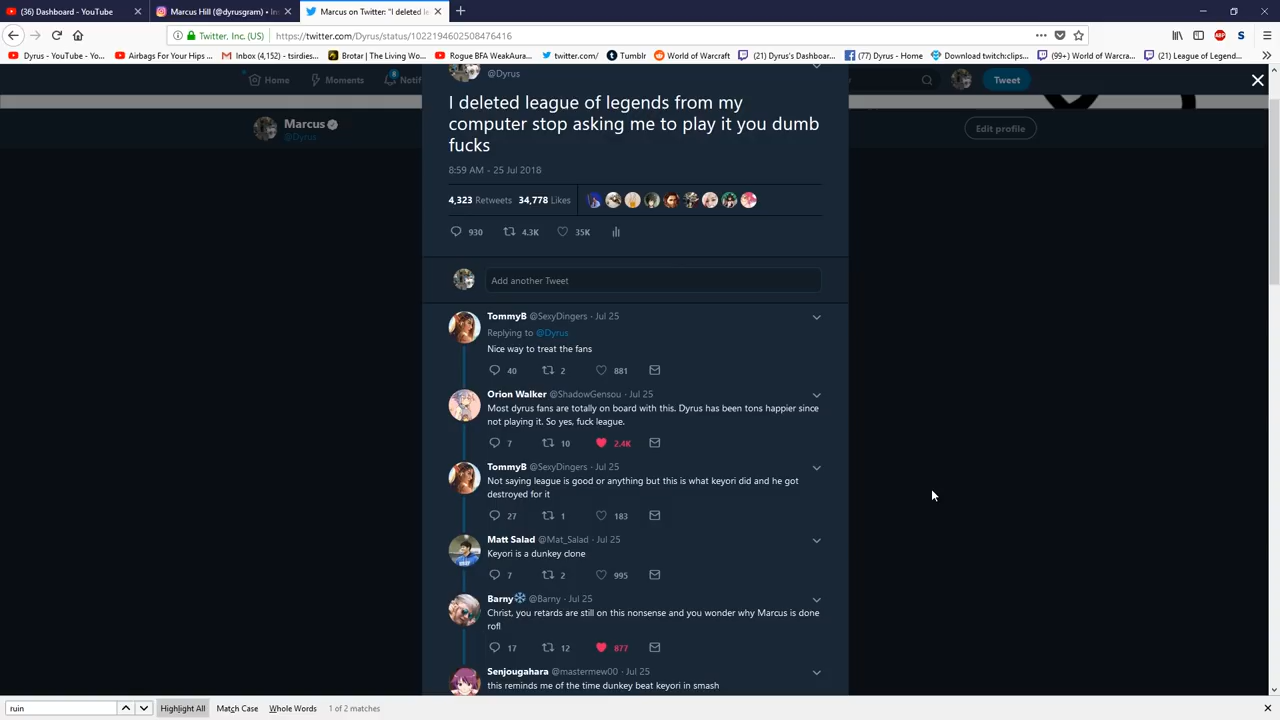 (36) Dashboard - YouTube
Marcus Hill (@dyrusgram) • In
Marcus on Twitter: "I deleted l
Twitter, Inc. (US)
https://twitter.com/Dyrus/status/1022194602508476416
Dyrus - YouTube - Yo...
Airbags For Your Hips ...
Inbox (4,152) - tsirdies...
Brotar | The Living Wo...
Rogue BFA WeakAura...
twitter.com/
Tumblr
World of Warcraft
(21) Dyrus's Dashboar...
(77) Dyrus - Home
Download twitch:clips...
(99+) World of Warcra...
(21) League of Legend...
Home
Moments
8
Notif
Tweet
Marcus
@Dyrus
Edit profile
@Dyrus
I deleted league of legends from my
computer stop asking me to play it you dumb
fucks
8:59 AM - 25 Jul 2018
4,323 Retweets 34,778 Likes
930 4.3K 35K
Add another Tweet
TommyB @SexyDingers · Jul 25
Replying to @Dyrus
Nice way to treat the fans
40 2 881
Orion Walker @ShadowGensou · Jul 25
Most dyrus fans are totally on board with this. Dyrus has been tons happier since
not playing it. So yes, fuck league.
7 10 2.4K
TommyB @SexyDingers · Jul 25
Not saying league is good or anything but this is what keyori did and he got
destroyed for it
27 1 183
Matt Salad @Mat_Salad · Jul 25
Keyori is a dunkey clone
7 2 995
Barny @Barny · Jul 25
Christ, you retards are still on this nonsense and you wonder why Marcus is done
rofl
17 12 877
Senjougahara @mastermew00 · Jul 25
this reminds me of the time dunkey beat keyori in smash
ruin
Highlight All
Match Case
Whole Words
1 of 2 matches